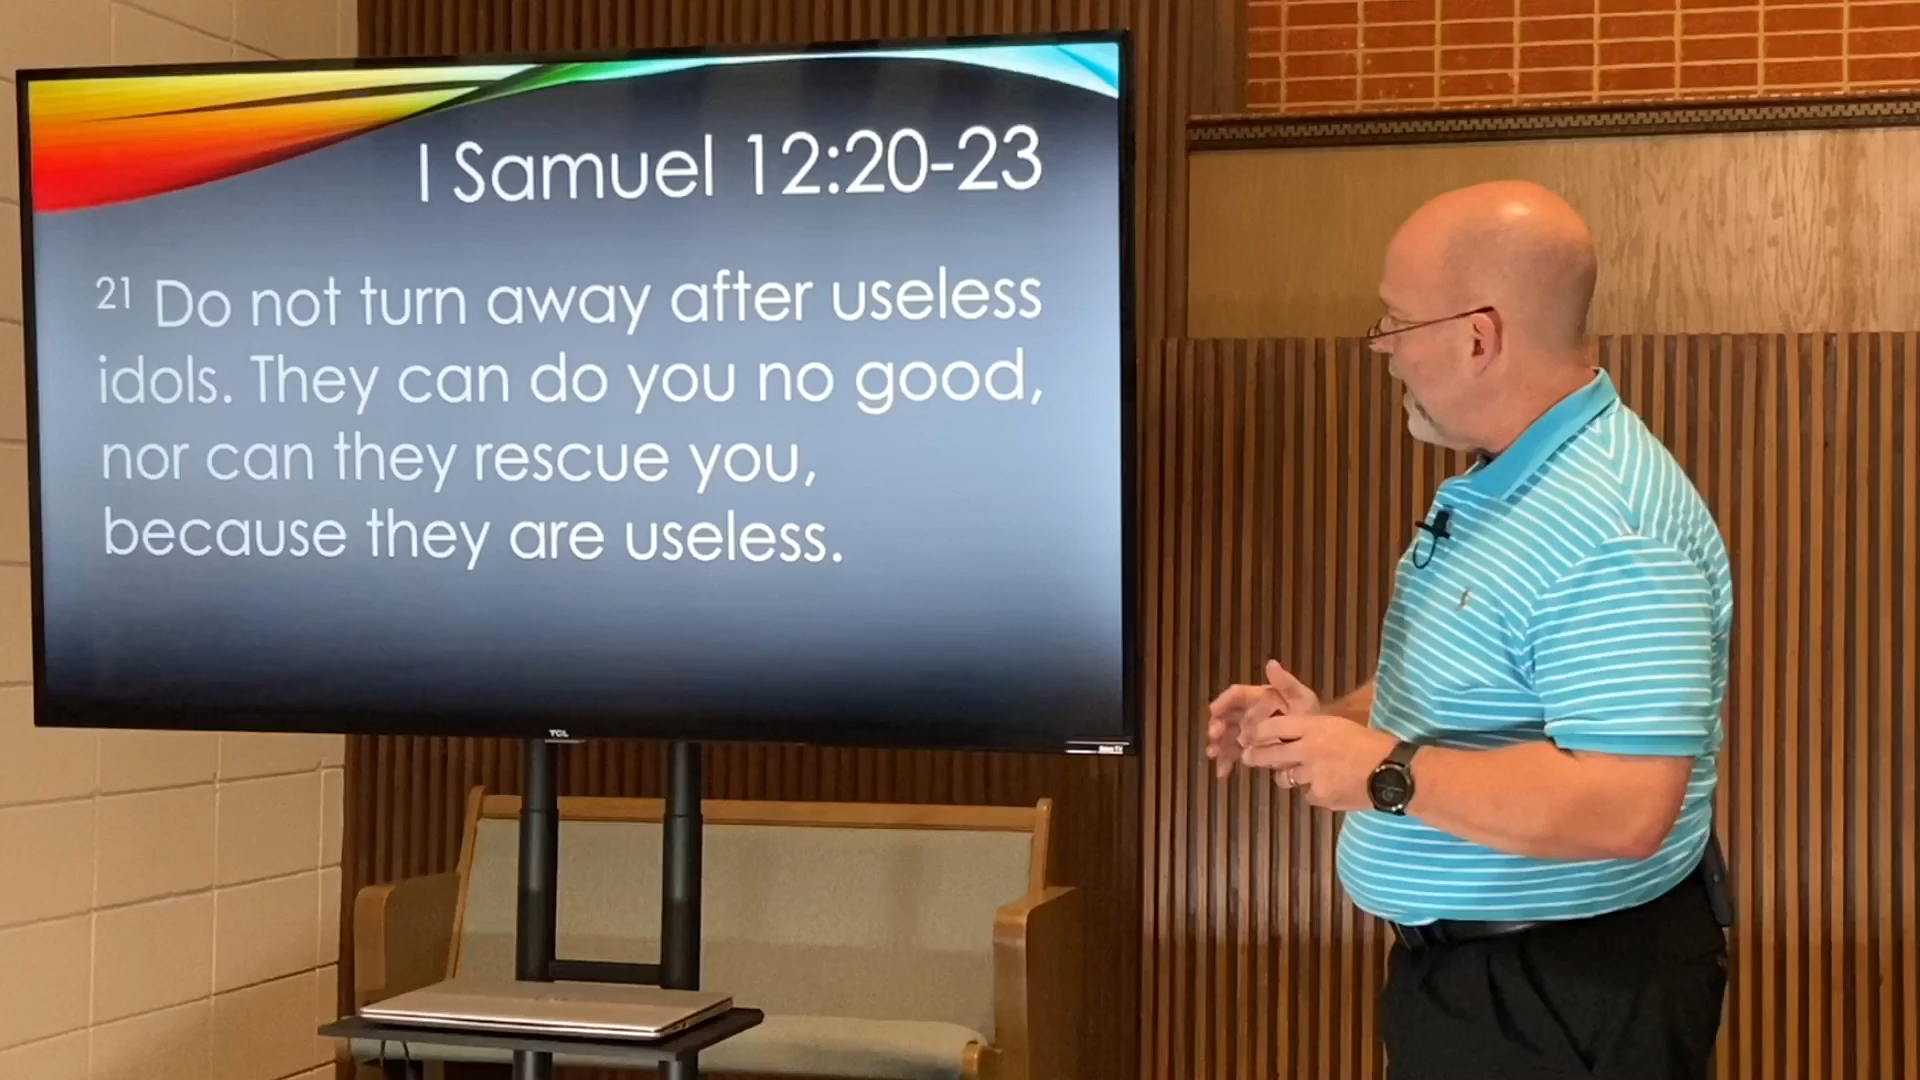 I Samuel 12:20-23
21 Do not turn away after useless
idols. They can do you no good,
nor can they rescue you,
because they are useless.
TCL